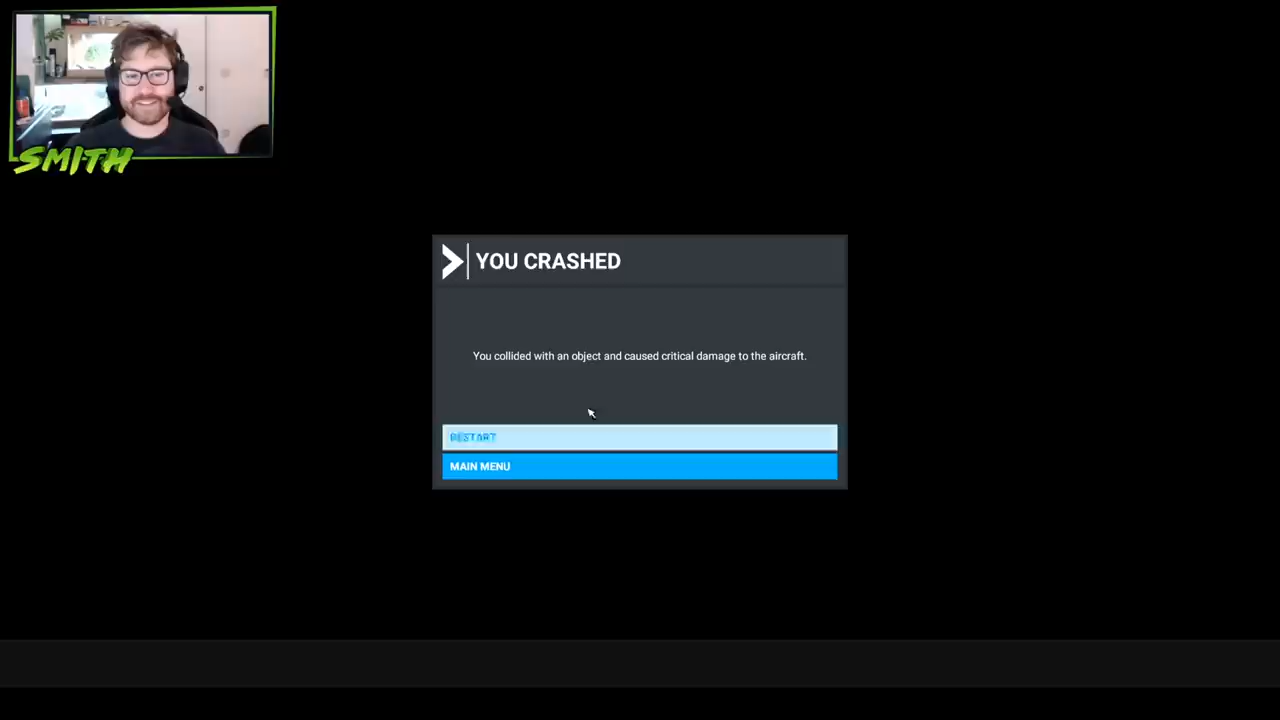 SMITH
YOU CRASHED
You collided with an object and caused critical damage to the aircraft.
RESTART
MAIN MENU